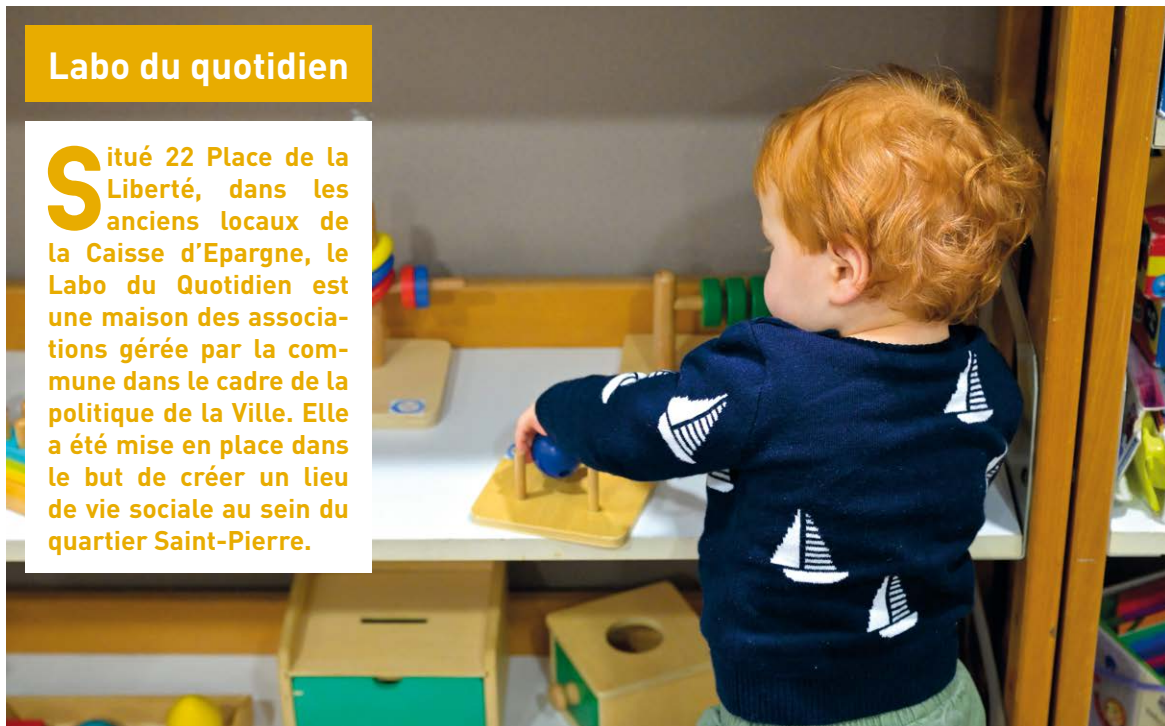 Labo du quotidien
Situé 22 Place de la
Liberté, dans les
anciens locaux de
la Caisse d'Epargne, le
Labo du Quotidien est
une maison des associa-
tions gérée par la com-
mune dans le cadre de la
politique de la Ville. Elle
a été mise en place dans
le but de créer un lieu
de vie sociale au sein du
quartier Saint-Pierre.